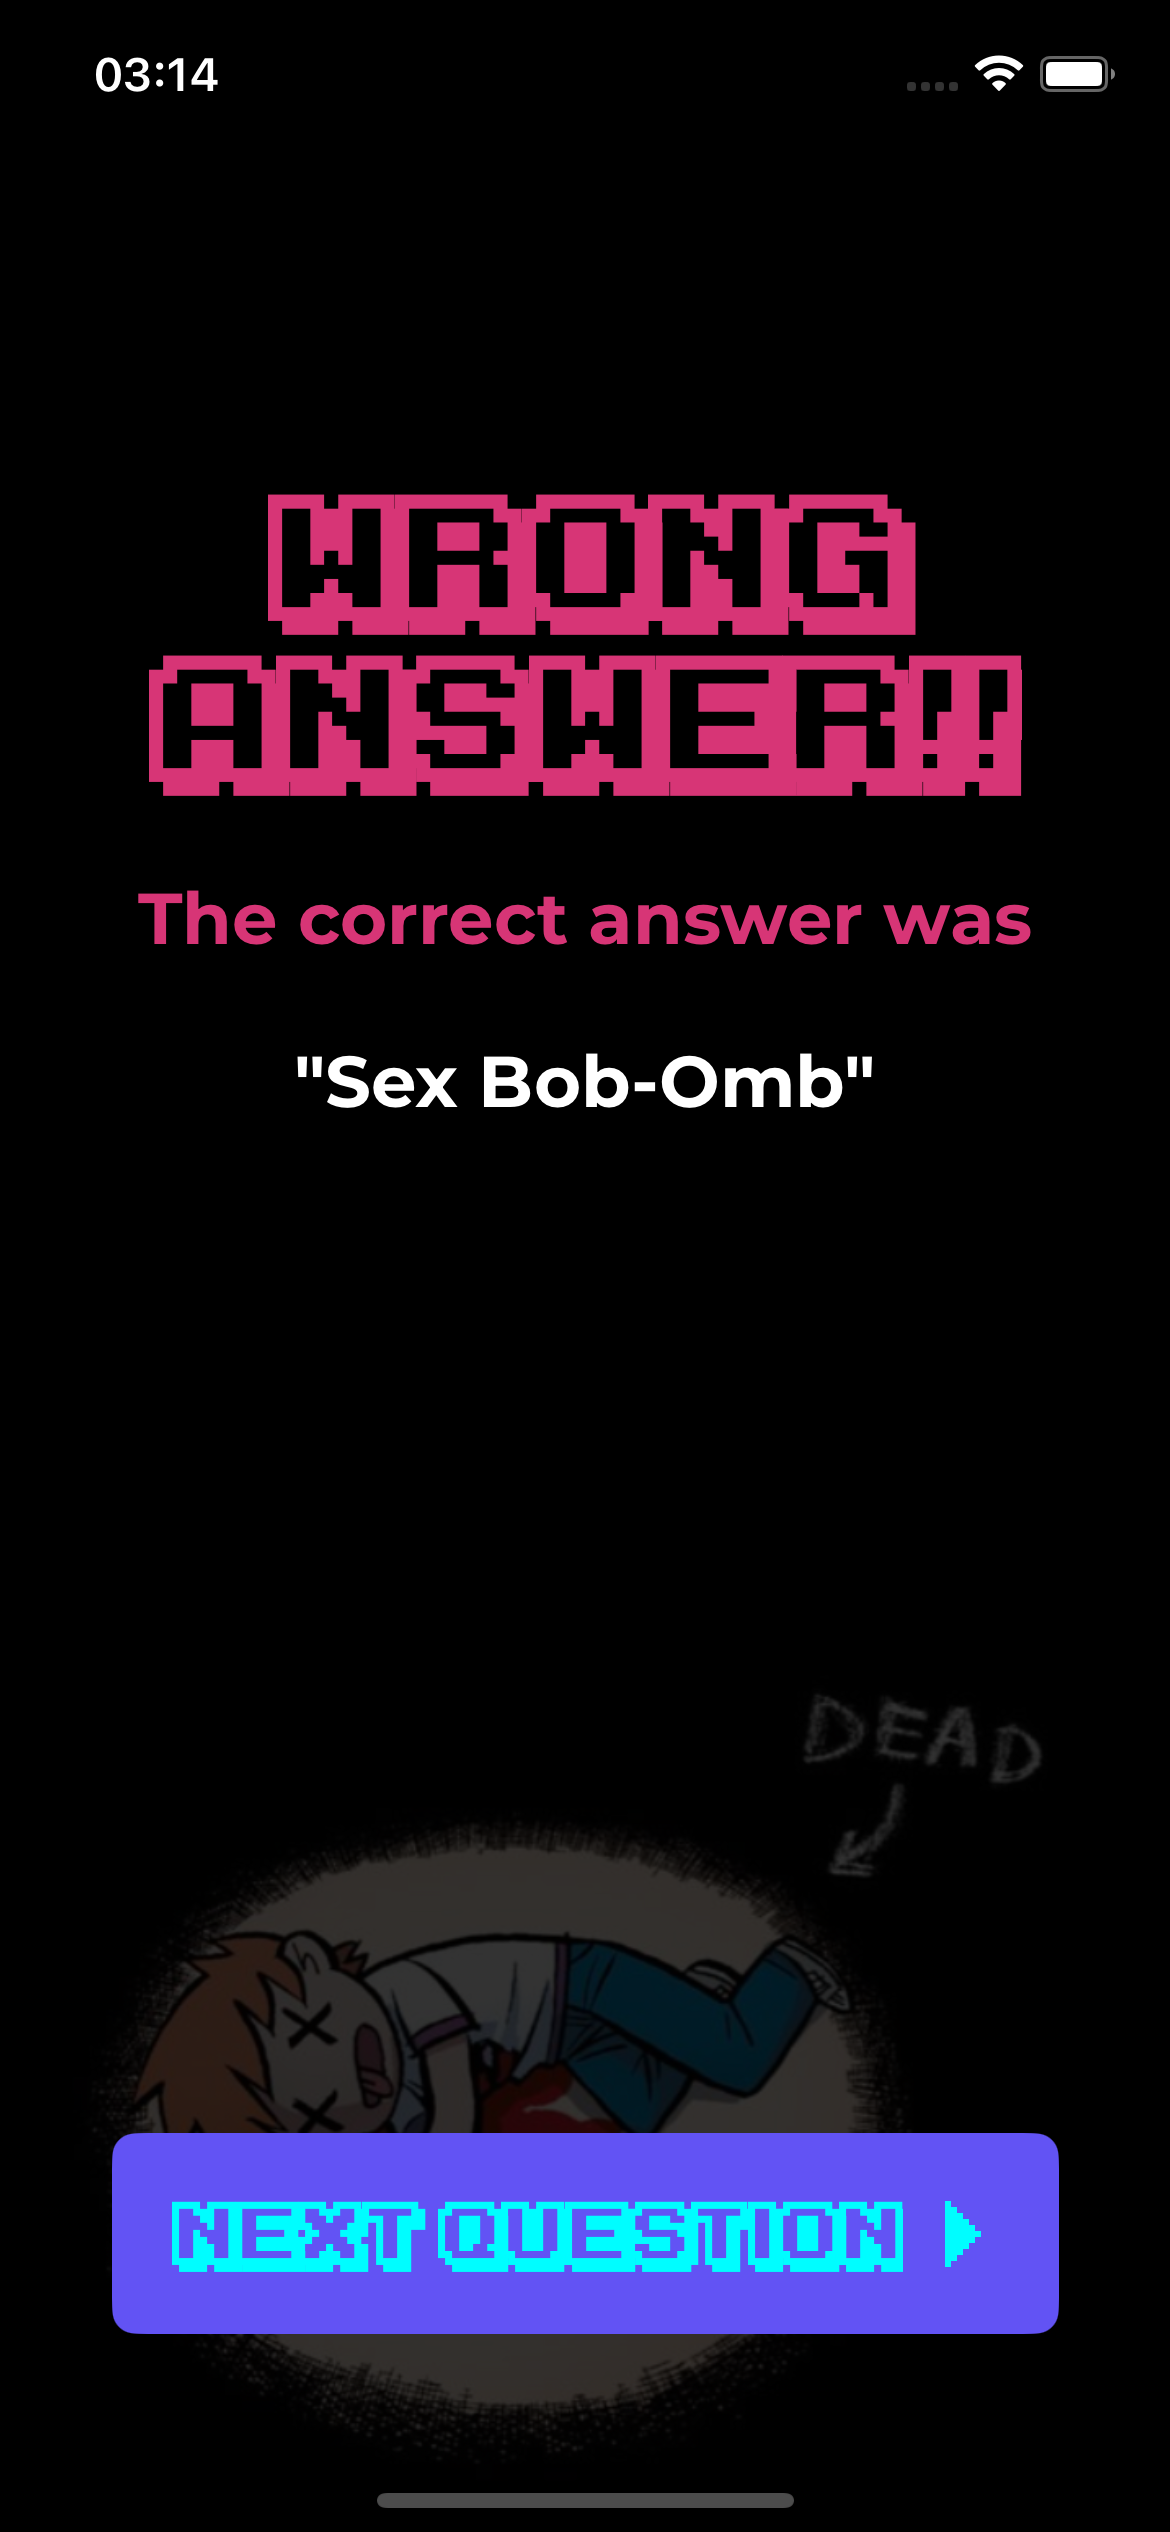 03:14
WRONG
ANSWER!!
The correct answer was
"Sex Bob-Omb"
DEAD
NEXT QUESTION